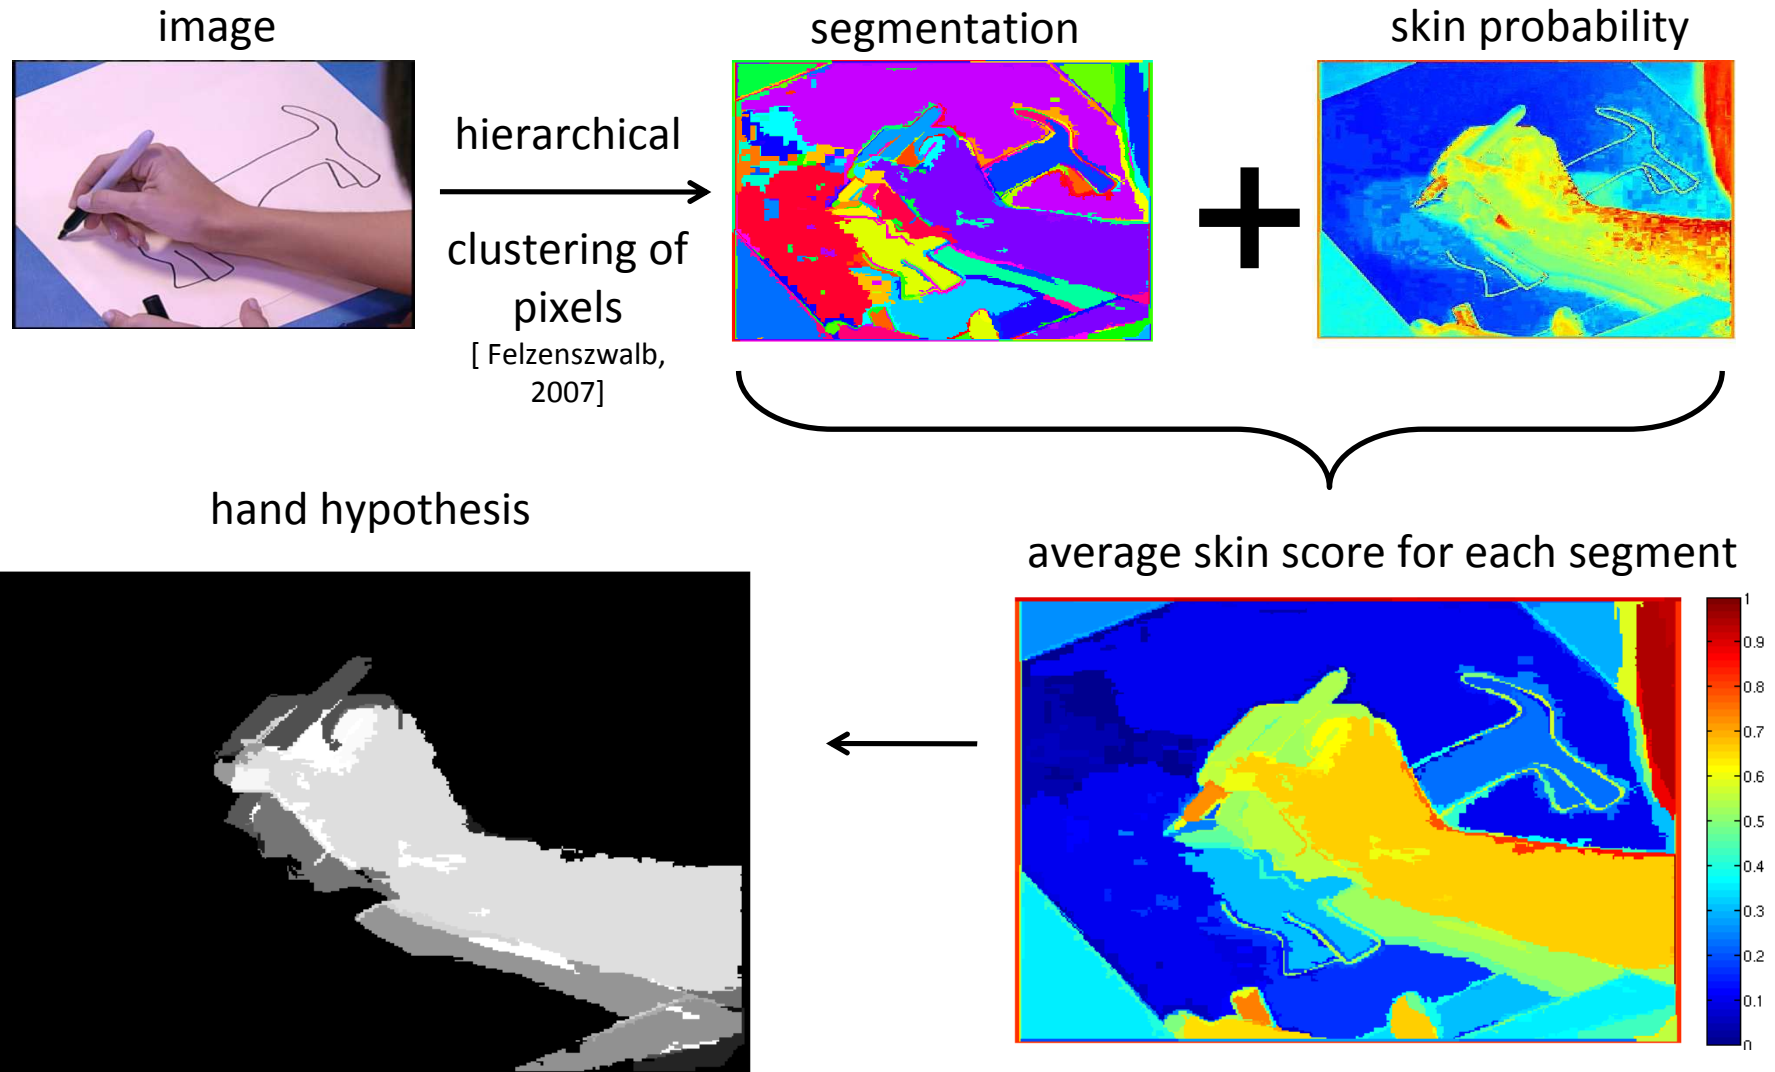 image
segmentation
skin probability
hierarchical
clustering of
pixels
[ Felzenszwalb,
2007]
hand hypothesis
average skin score for each segment
1
0.9
0.8
0.7
0.6
0.5
0.4
0.3
0.2
0.1
0